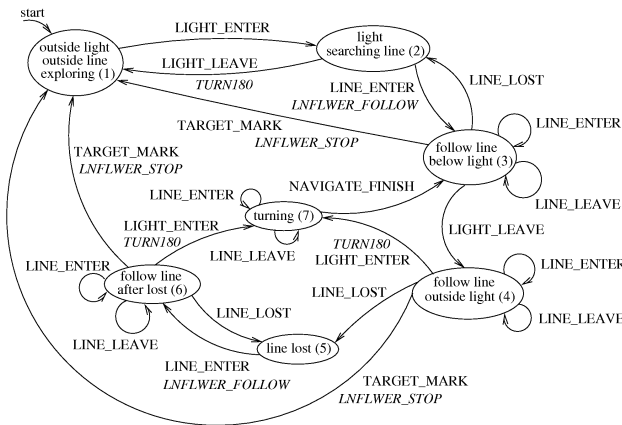 start
outside light
outside line
exploring (1)
LIGHT_ENTER
light
searching line (2)
LIGHT_LEAVE
TURN180
LINE_ENTER
LNFLWER_FOLLOW
LINE_LOST
TARGET_MARK
LNFLWER_STOP
LINE_ENTER
follow line
below light (3)
TARGET_MARK
LNFLWER_STOP
LINE_ENTER
NAVIGATE_FINISH
LINE_LEAVE
turning (7)
LIGHT_ENTER
TURN180
LIGHT_LEAVE
LINE_LEAVE
TURN180
LIGHT_ENTER
LINE_ENTER
follow line
after lost (6)
LINE_LOST
follow line
outside light (4)
LINE_ENTER
LINE_LOST
LINE_LEAVE
LINE_LEAVE
line lost (5)
LINE_ENTER
LNFLWER_FOLLOW
TARGET_MARK
LNFLWER_STOP